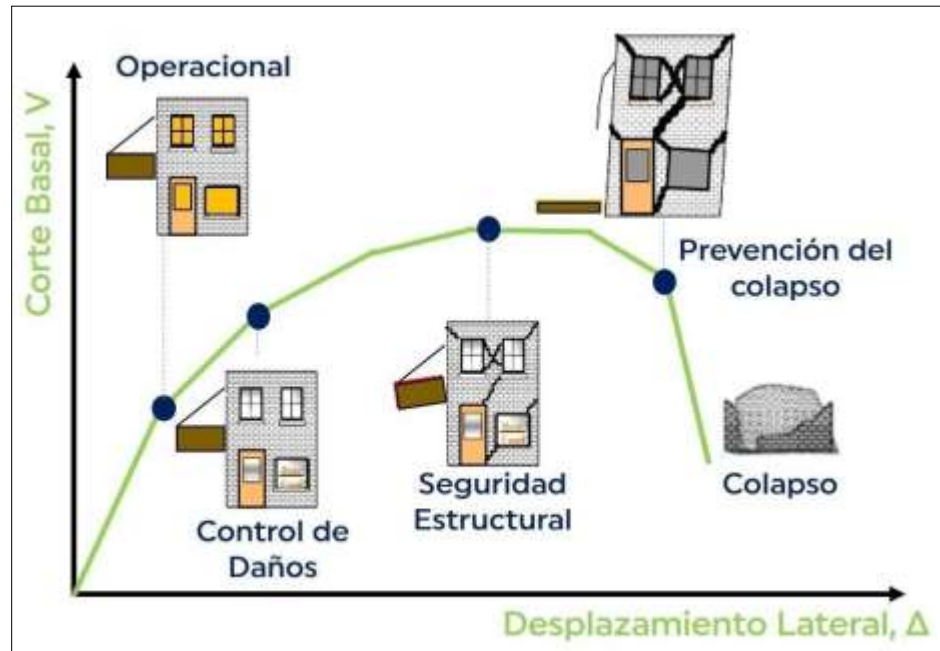 Operacional
Corte Basal, V
Prevención del
colapso
Control de
Daños
Seguridad
Estructural
Colapso
Desplazamiento Lateral, Δ